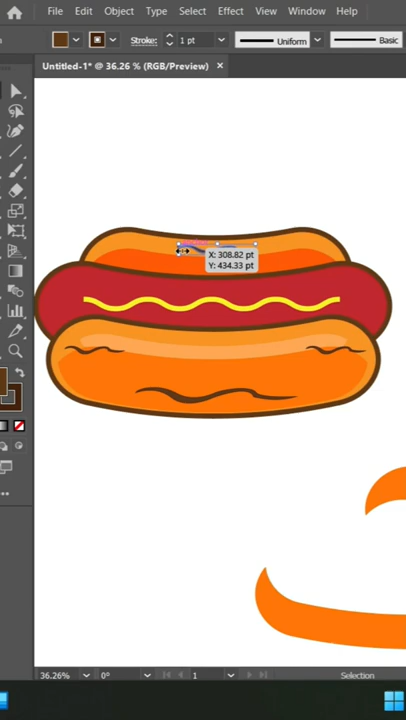 File Edit Object Type Select Effect View Window Help
Stroke: 1 pt Uniform Basic
Untitled-1* @ 36.26 % (RGB/Preview) ×
X: 308.82 pt
Y: 434.33 pt
36.26% 0° 1 Selection